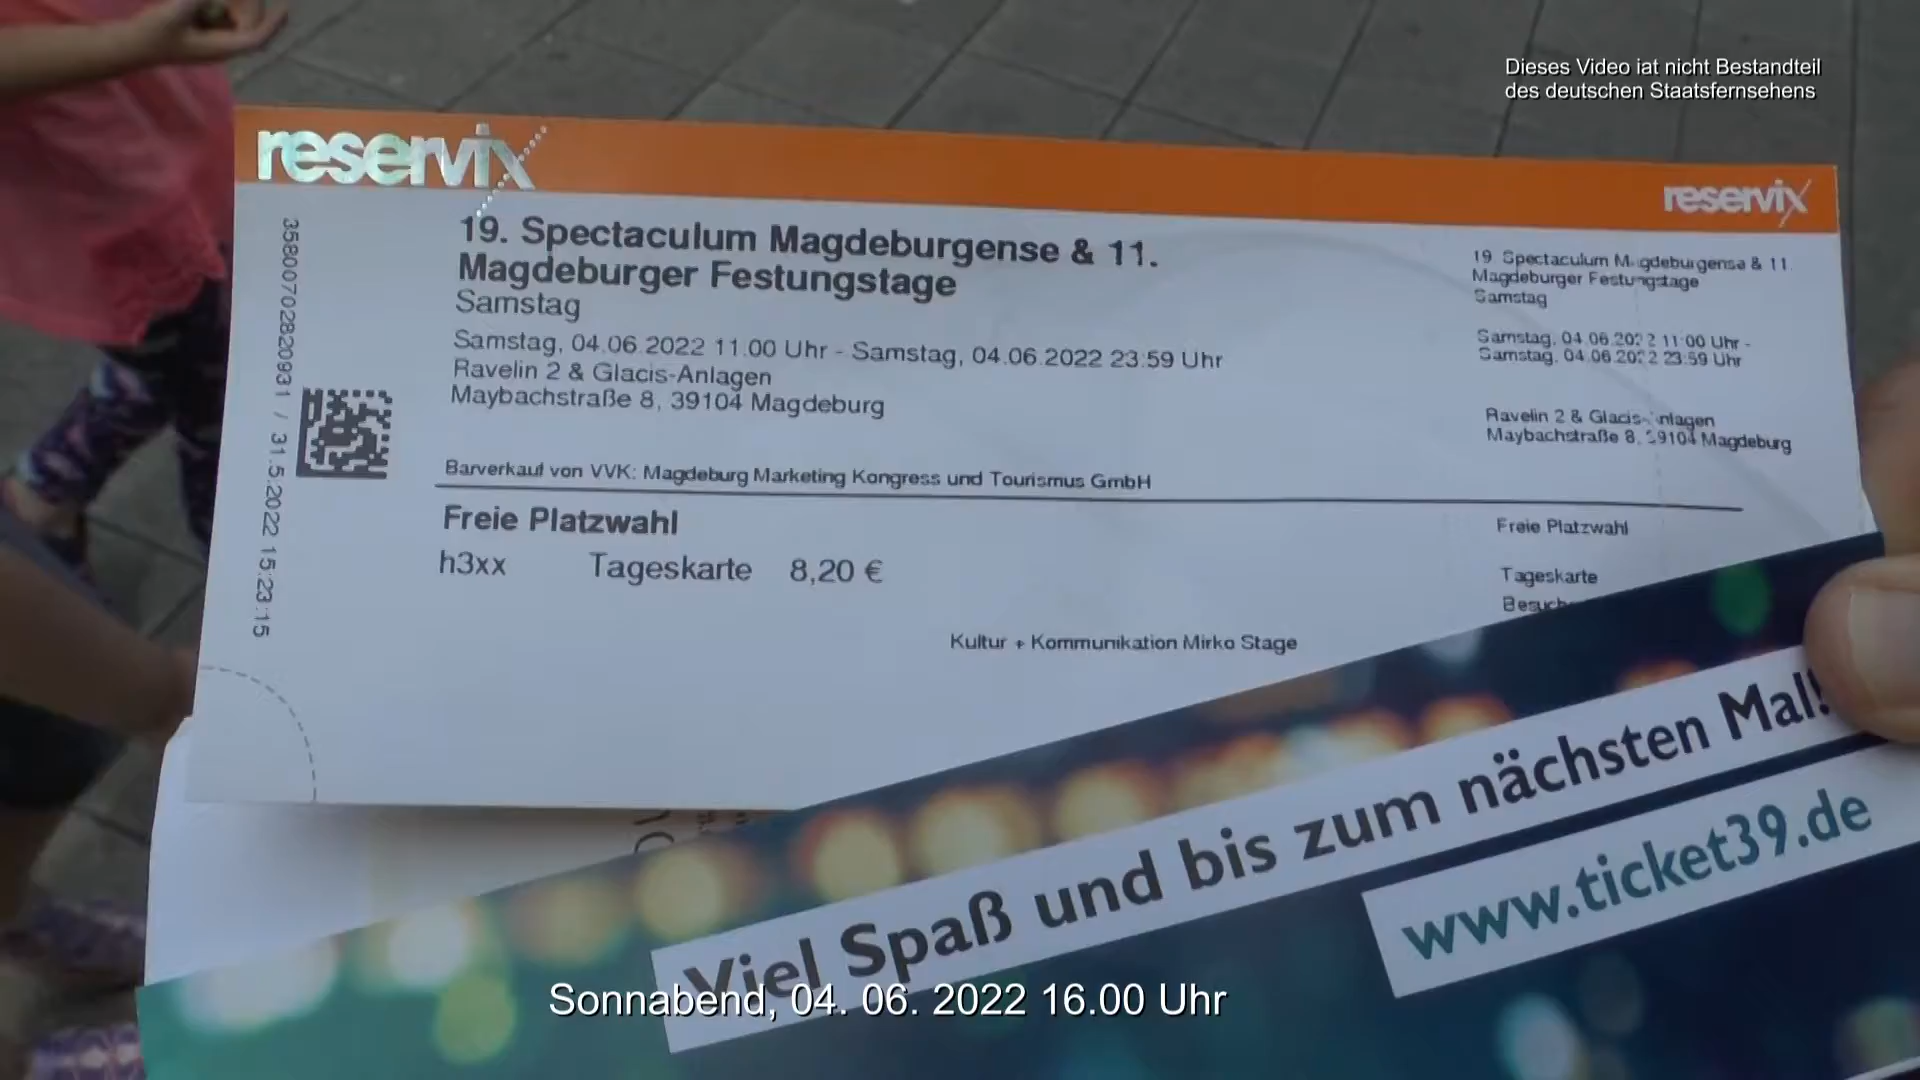 Dieses Video iat nicht Bestandteil
des deutschen Staatsfernsehens
reservix
reservix
3580070282093 1 / 31.5.2022 15:23:15
19. Spectaculum Magdeburgense & 11.
Magdeburger Festungstage
Samstag
Samstag, 04.06.2022 11.00 Uhr - Samstag, 04.06.2022 23:59 Uhr
Ravelin 2 & Glacis-Anlagen
Maybachstraße 8, 39104 Magdeburg
Barverkauf von VVK: Magdeburg Marketing Kongress und Tourismus GmbH
Freie Platzwahl
h3xx Tageskarte 8,20 €
Kultur + Kommunikation Mirko Stage
19 Spectaculum Magdeburgense & 11.
Magdeburger Festungstage
Samstag
Samstag, 04.06.2022 11:00 Uhr -
Samstag, 04.06.2022 23:59 Uhr
Ravelin 2 & Glacis-Anlagen
Maybachstraße 8, 39104 Magdeburg
Freie Platzwahl
Tageskarte
Viel Spaß und bis zum nächsten Mal!
www.ticket39.de
Sonnabend, 04. 06. 2022 16.00 Uhr